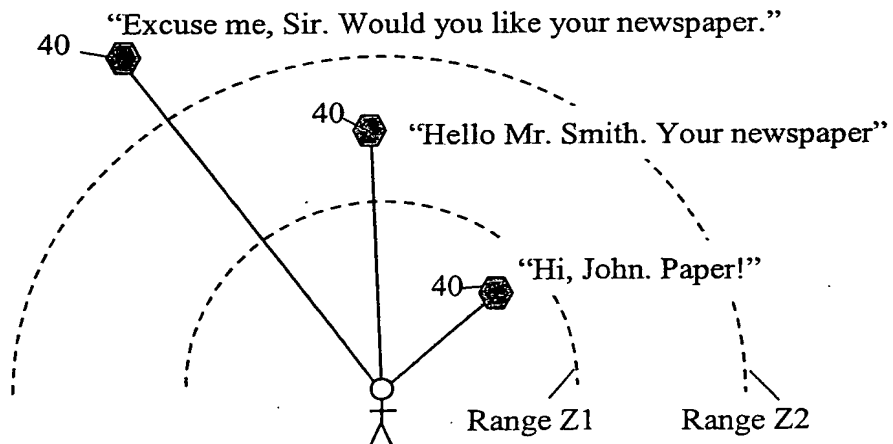 “Excuse me, Sir. Would you like your newspaper.”
40
40
“Hello Mr. Smith. Your newspaper”
“Hi, John. Paper!”
40
Range Z1
Range Z2